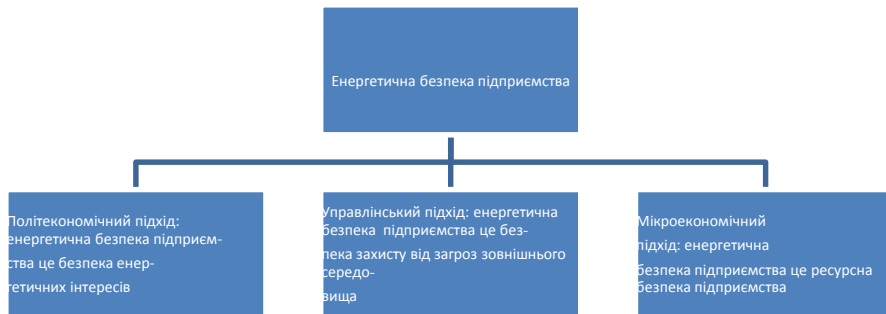 Енергетична безпека підприємства
Політекономічний підхід:
енергетична безпека підприєм-
ства це безпека енер-
гетичних інтересів
Управлінський підхід: енергетична
безпека підприємства це без-
пека захисту від загроз зовнішнього
середо-
вища
Мікроекономічний
підхід: енергетична
безпека підприємства це ресурсна
безпека підприємства